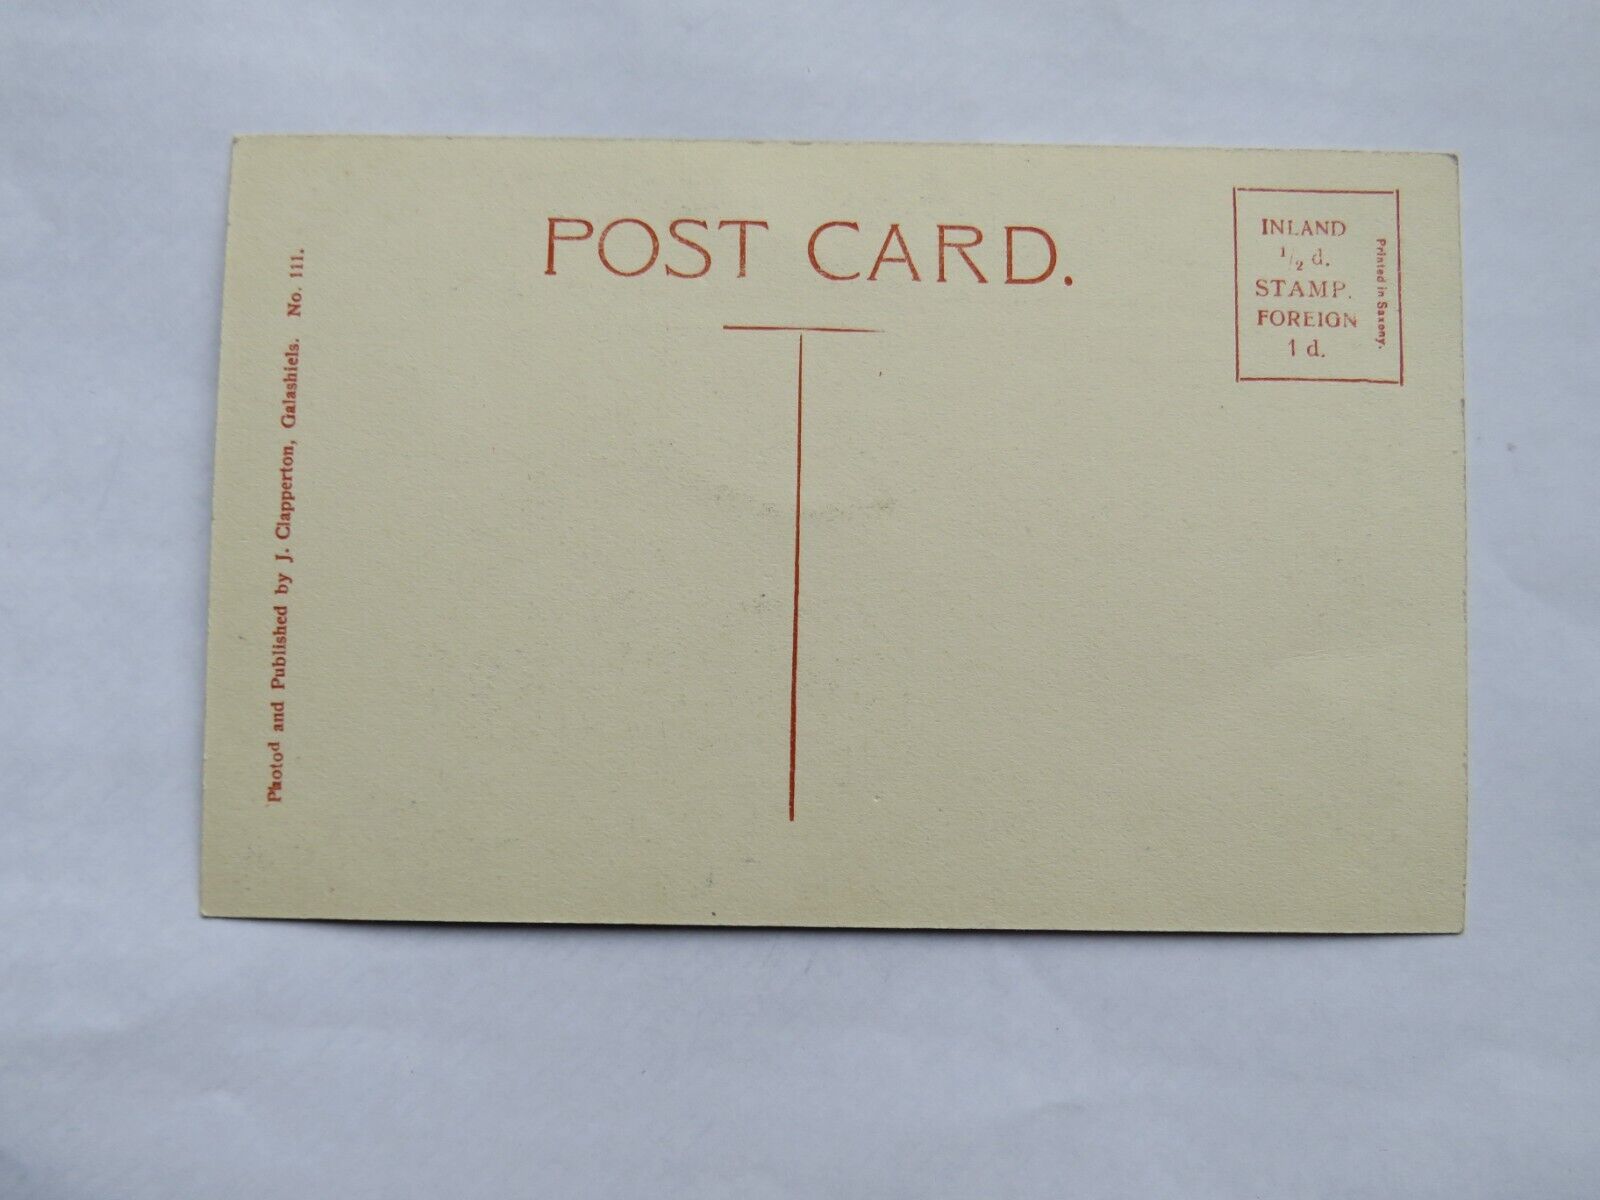 POST CARD.
INLAND
1/2 d.
STAMP.
FOREIGN
1 d.
Printed in Saxony.
Photod and Published by J. Clapperton, Galashiels. No. 111.